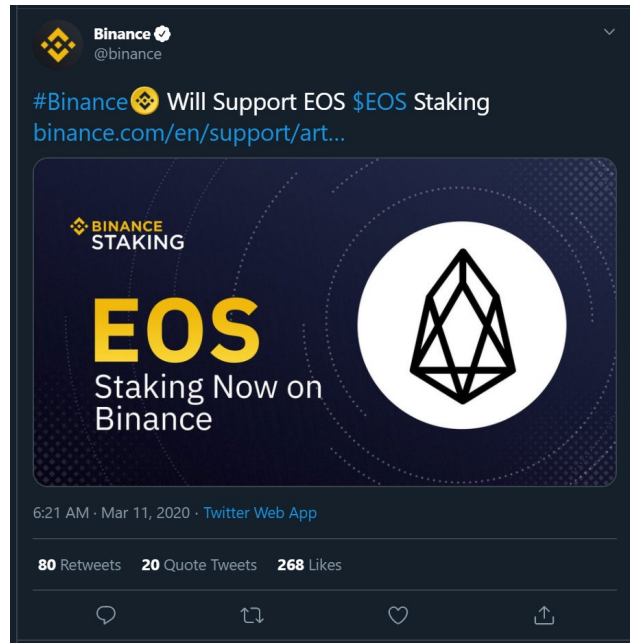 Binance
@binance
#Binance Will Support EOS $EOS Staking
binance.com/en/support/art...
BINANCE
STAKING
EOS
Staking Now on
Binance
6:21 AM · Mar 11, 2020 · Twitter Web App
80 Retweets 20 Quote Tweets 268 Likes